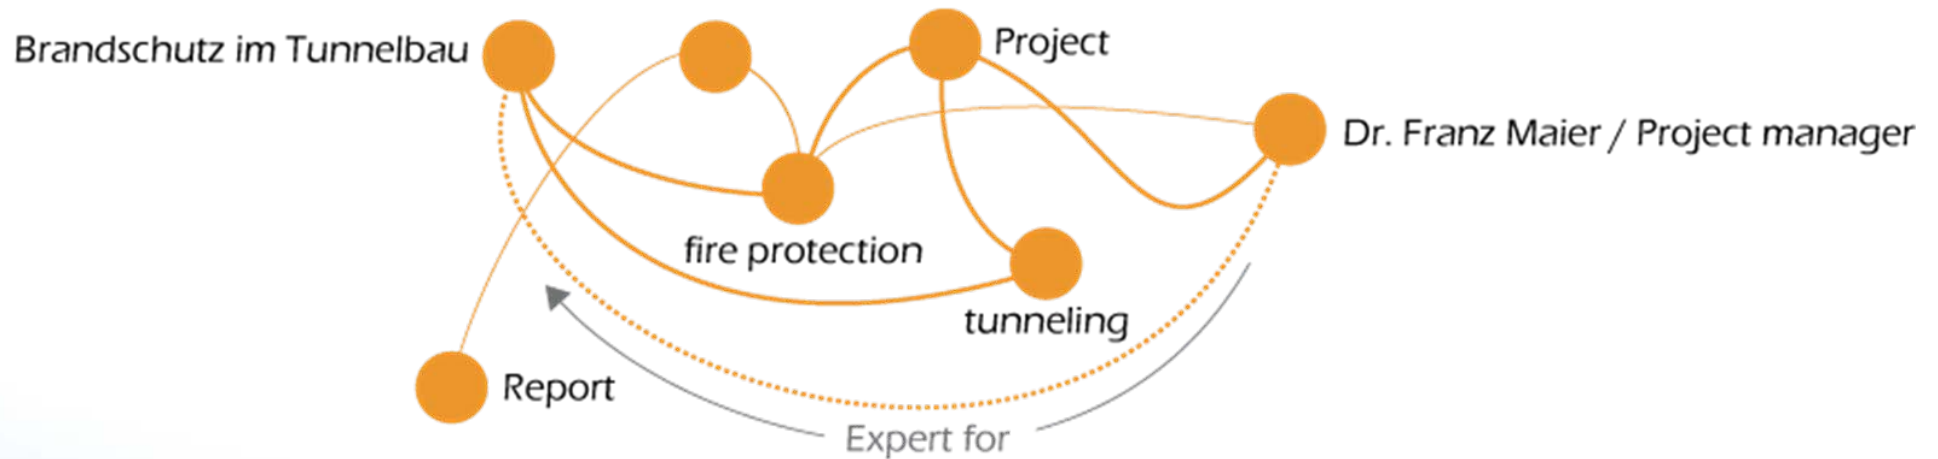 Brandschutz im Tunnelbau
Project
Dr. Franz Maier / Project manager
fire protection
tunneling
Report
Expert for